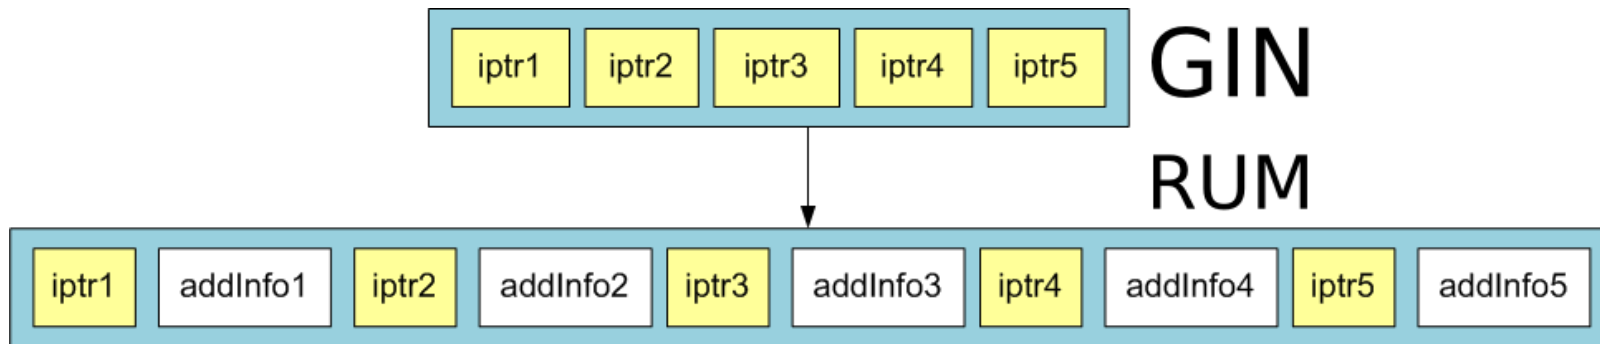 iptr1 iptr2 iptr3 iptr4 iptr5 GIN
RUM
iptr1 addInfo1 iptr2 addInfo2 iptr3 addInfo3 iptr4 addInfo4 iptr5 addInfo5